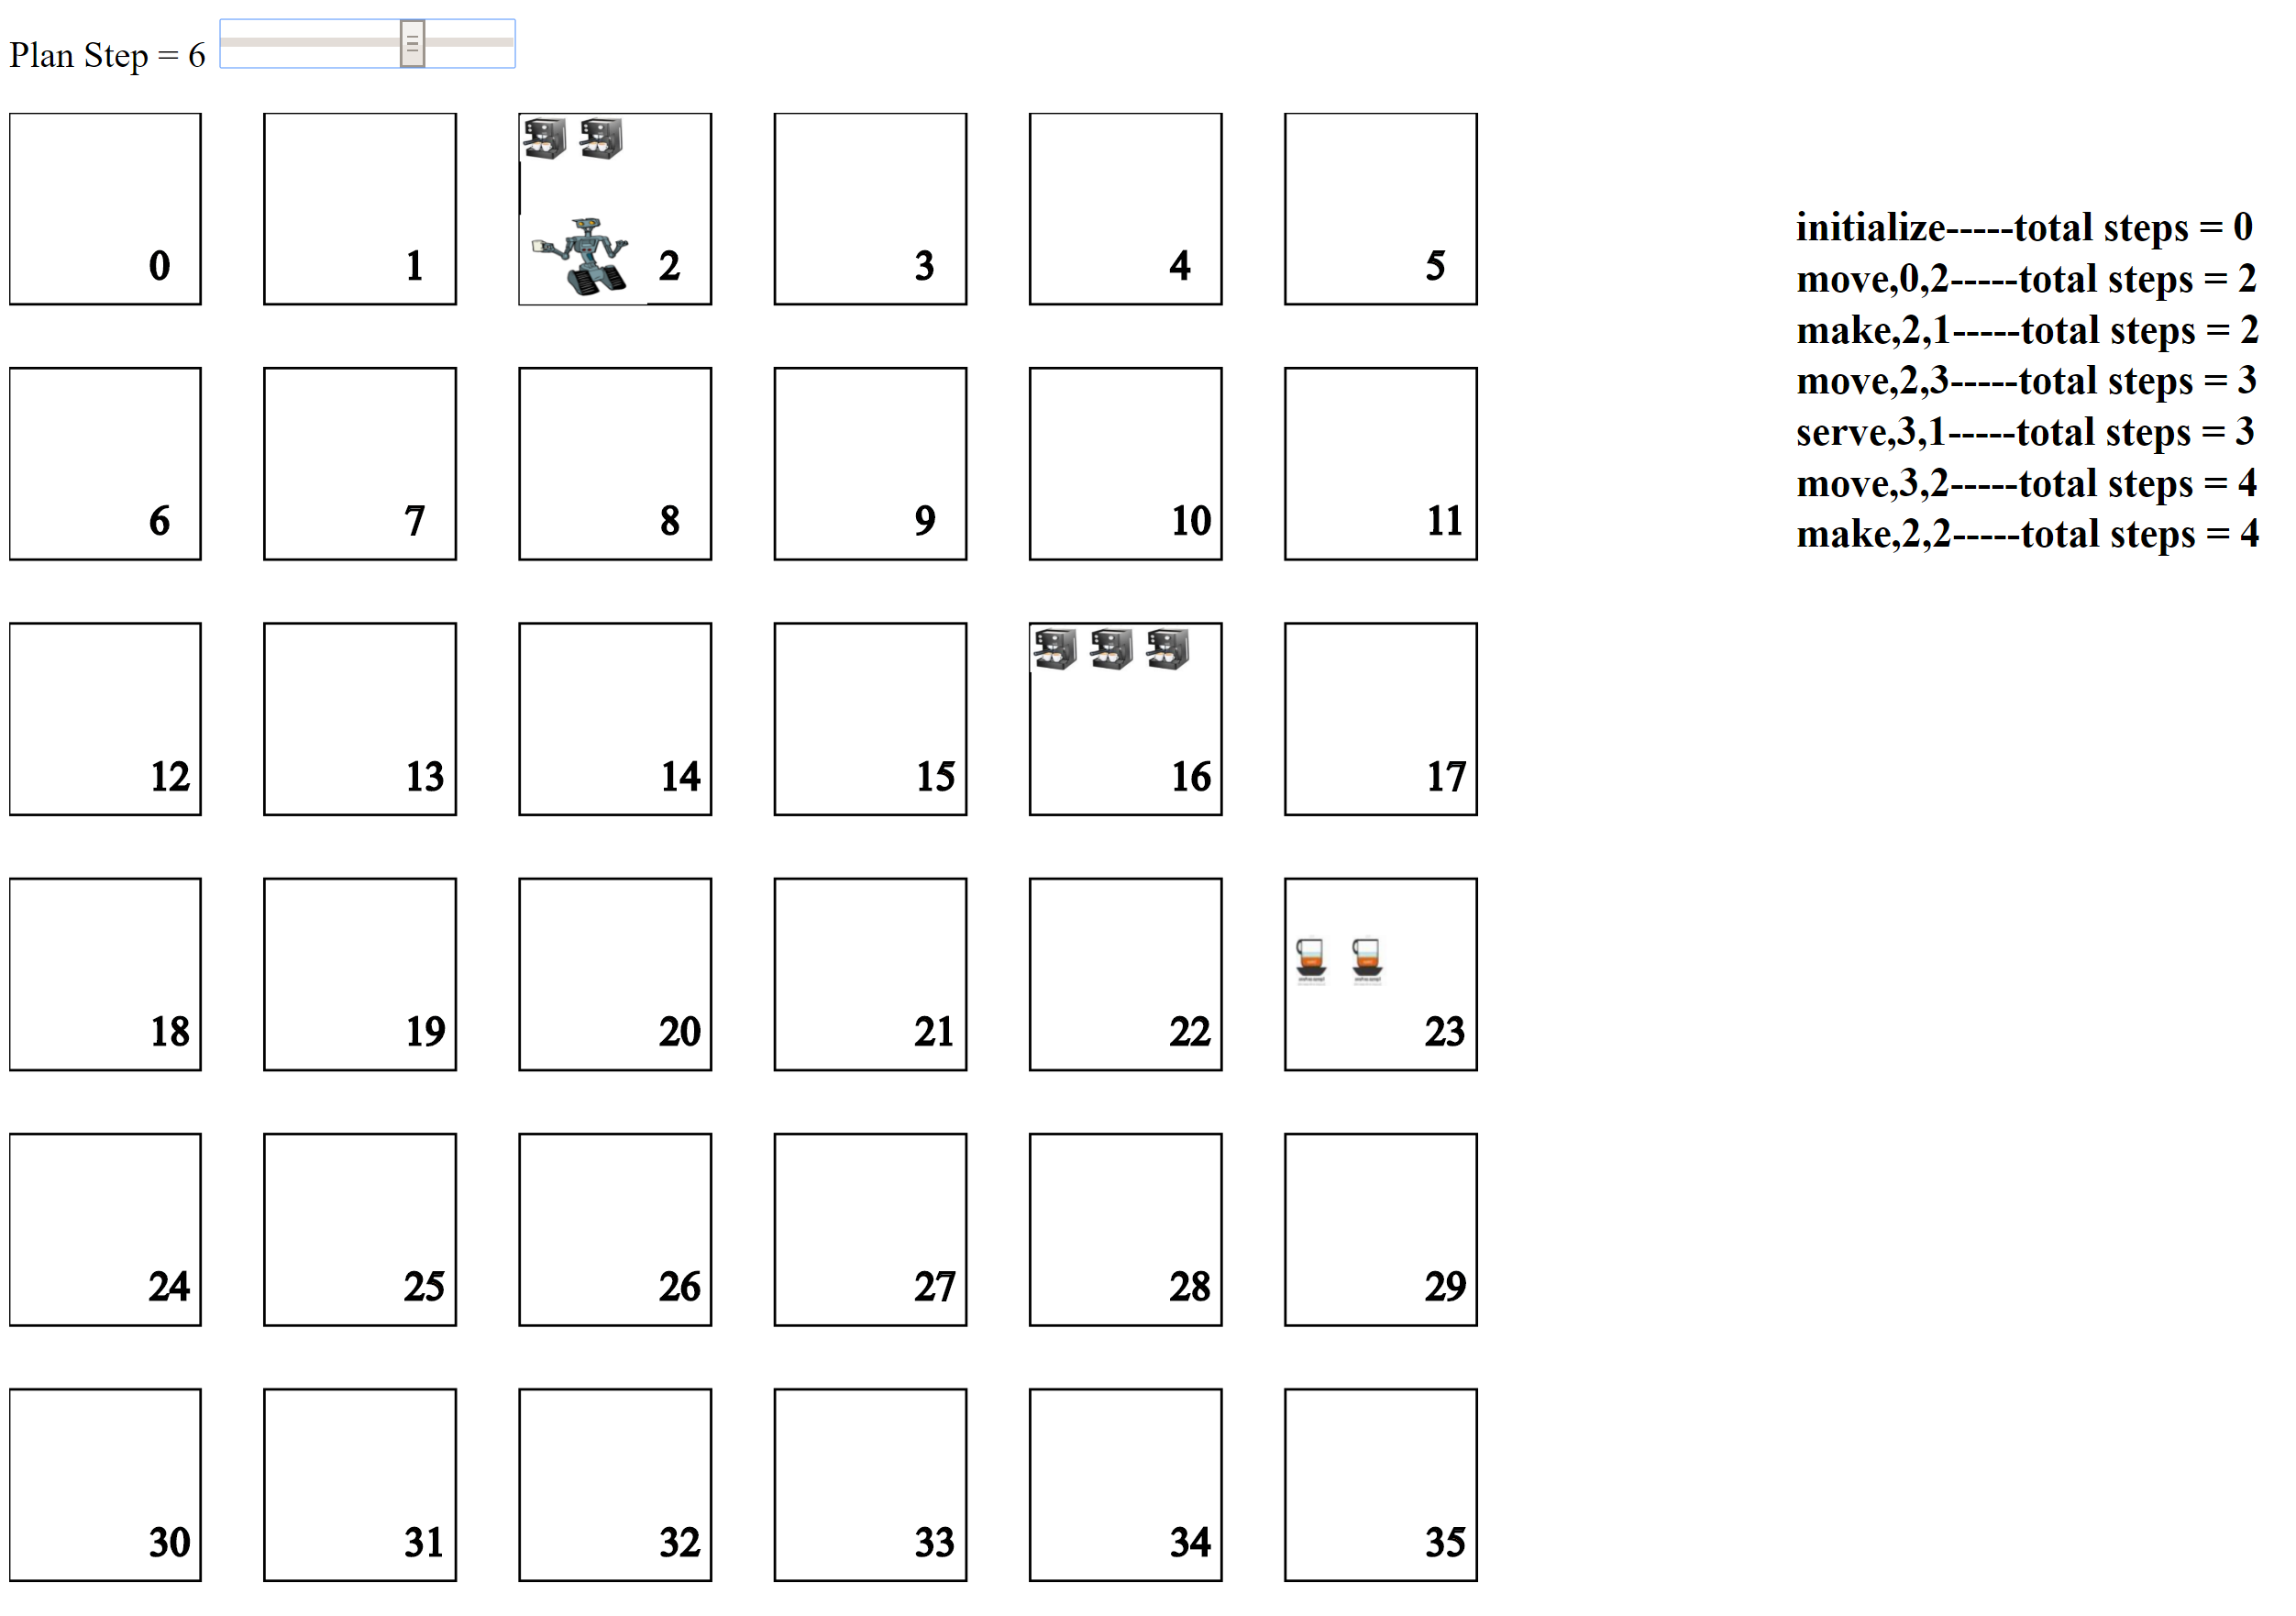 Plan Step = 6
0 1 2 3 4 5
initialize-----total steps = 0
move,0,2-----total steps = 2
make,2,1-----total steps = 2
move,2,3-----total steps = 3
serve,3,1-----total steps = 3
move,3,2-----total steps = 4
make,2,2-----total steps = 4
6 7 8 9 10 11
12 13 14 15 16 17
18 19 20 21 22 23
24 25 26 27 28 29
30 31 32 33 34 35